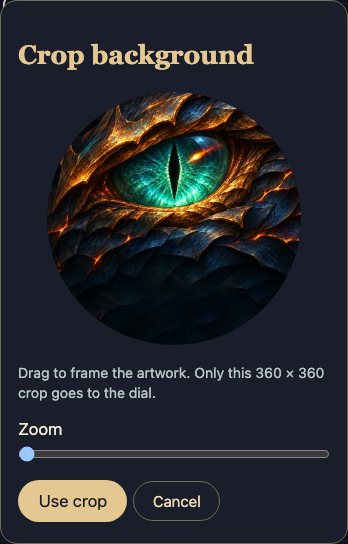 Crop background
Drag to frame the artwork. Only this 360 × 360
crop goes to the dial.
Zoom
Use crop
Cancel